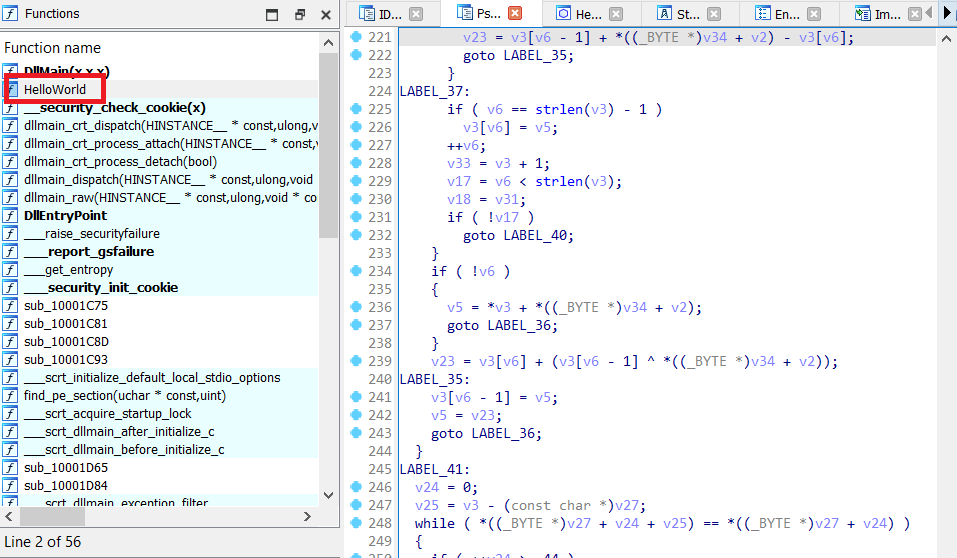 Functions
Function name
DllMain(x,x,x)
HelloWorld
__security_check_cookie(x)
dllmain_crt_dispatch(HINSTANCE__ * const,ulong,v
dllmain_crt_process_attach(HINSTANCE__ * const,v
dllmain_crt_process_detach(bool)
dllmain_dispatch(HINSTANCE__ * const,ulong,void
dllmain_raw(HINSTANCE__ * const,ulong,void * co
DllEntryPoint
___raise_securityfailure
___report_gsfailure
___get_entropy
___security_init_cookie
sub_10001C75
sub_10001C81
sub_10001C8D
sub_10001C93
___scrt_initialize_default_local_stdio_options
find_pe_section(uchar * const,uint)
___scrt_acquire_startup_lock
___scrt_dllmain_after_initialize_c
___scrt_dllmain_before_initialize_c
sub_10001D65
sub_10001D84
___scrt_dllmain_exception_filter
Line 2 of 56
ID...
Ps...
He...
St...
En...
Im...
221 v23 = v3[v6 - 1] + *((_BYTE *)v34 + v2) - v3[v6];
222 goto LABEL_35;
223 }
224 LABEL_37:
225 if ( v6 == strlen(v3) - 1 )
226 v3[v6] = v5;
227 ++v6;
228 v33 = v3 + 1;
229 v17 = v6 < strlen(v3);
230 v18 = v31;
231 if ( !v17 )
232 goto LABEL_40;
233 }
234 if ( !v6 )
235 {
236 v5 = *v3 + *((_BYTE *)v34 + v2);
237 goto LABEL_36;
238 }
239 v23 = v3[v6] + (v3[v6 - 1] ^ *((_BYTE *)v34 + v2));
240 LABEL_35:
241 v3[v6 - 1] = v5;
242 v5 = v23;
243 goto LABEL_36;
244 }
245 LABEL_41:
246 v24 = 0;
247 v25 = v3 - (const char *)v27;
248 while ( *((_BYTE *)v27 + v24 + v25) == *((_BYTE *)v27 + v24) )
249 {
250 if ( ++v24 >= 44 )